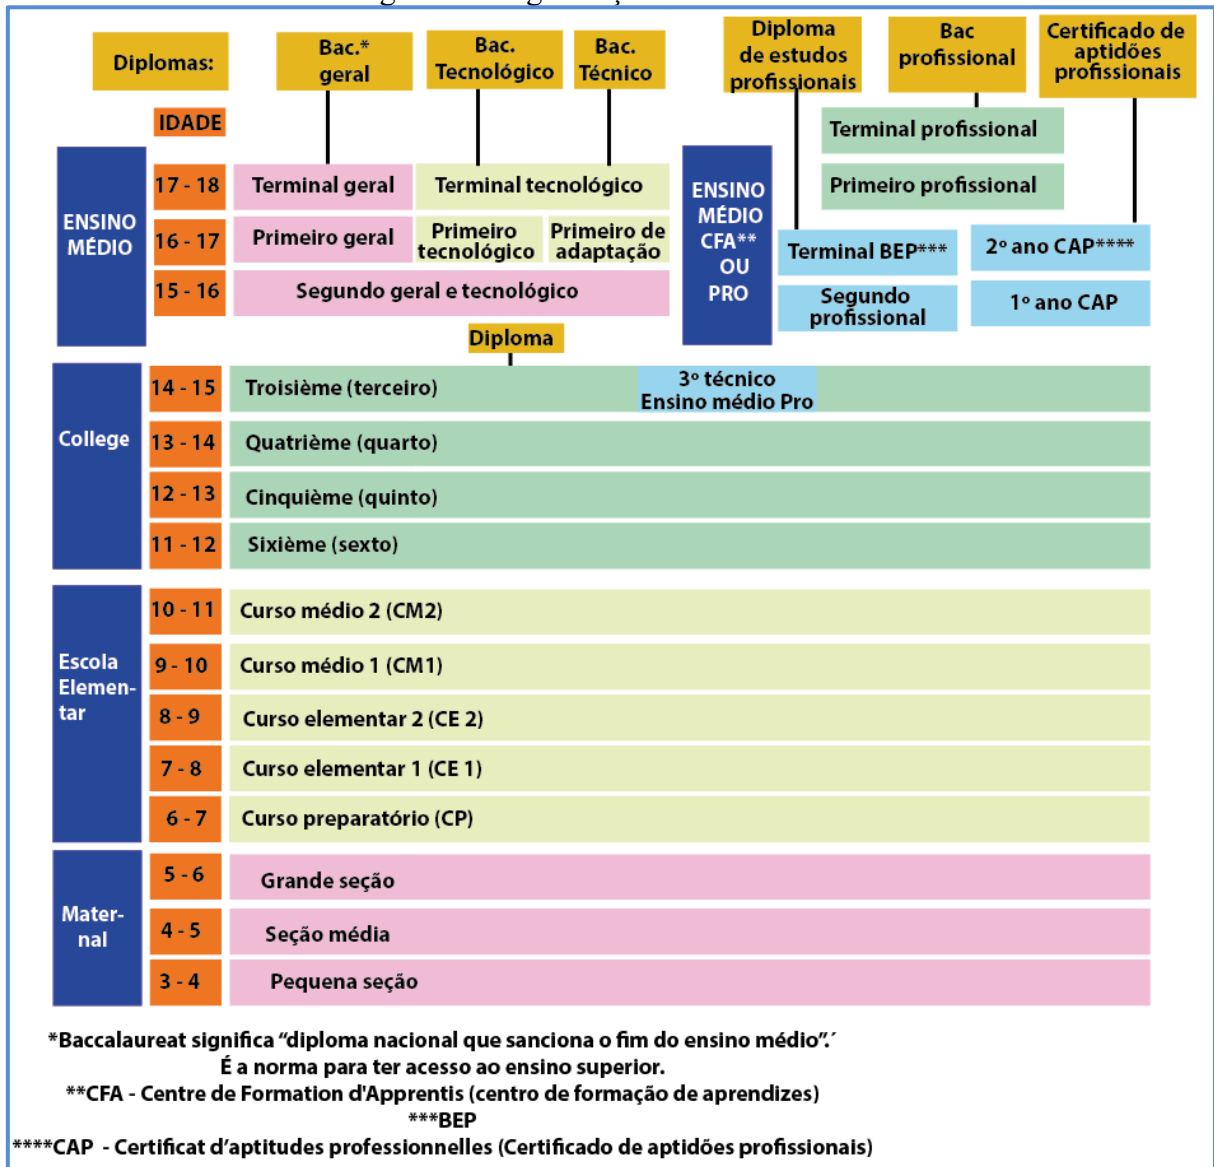 Diplomas:
Bac.*
geral
Bac.
Tecnológico
Bac.
Técnico
Diploma
de estudos
profissionais
Bac
profissional
Certificado de
aptidões
profissionais
IDADE
ENSINO
MÉDIO
17 - 18
Terminal geral
Terminal tecnológico
16 - 17
Primeiro geral
Primeiro
tecnológico
Primeiro de
adaptação
15 - 16
Segundo geral e tecnológico
ENSINO
MÉDIO
CFA**
OU
PRO
Terminal profissional
Primeiro profissional
Terminal BEP***
2º ano CAP****
Segundo
profissional
1º ano CAP
Diploma
College
14 - 15
Troisième (terceiro)
3º técnico
Ensino médio Pro
13 - 14
Quatrième (quarto)
12 - 13
Cinquième (quinto)
11 - 12
Sixième (sexto)
Escola
Elemen-
tar
10 - 11
Curso médio 2 (CM2)
9 - 10
Curso médio 1 (CM1)
8 - 9
Curso elementar 2 (CE 2)
7 - 8
Curso elementar 1 (CE 1)
6 - 7
Curso preparatório (CP)
Mater-
nal
5 - 6
Grande seção
4 - 5
Seção média
3 - 4
Pequena seção
*Baccalaureat significa “diploma nacional que sanciona o fim do ensino médio”.´
É a norma para ter acesso ao ensino superior.
**CFA - Centre de Formation d'Apprentis (centro de formação de aprendizes)
***BEP
****CAP - Certificat d’aptitudes professionnelles (Certificado de aptidões profissionais)